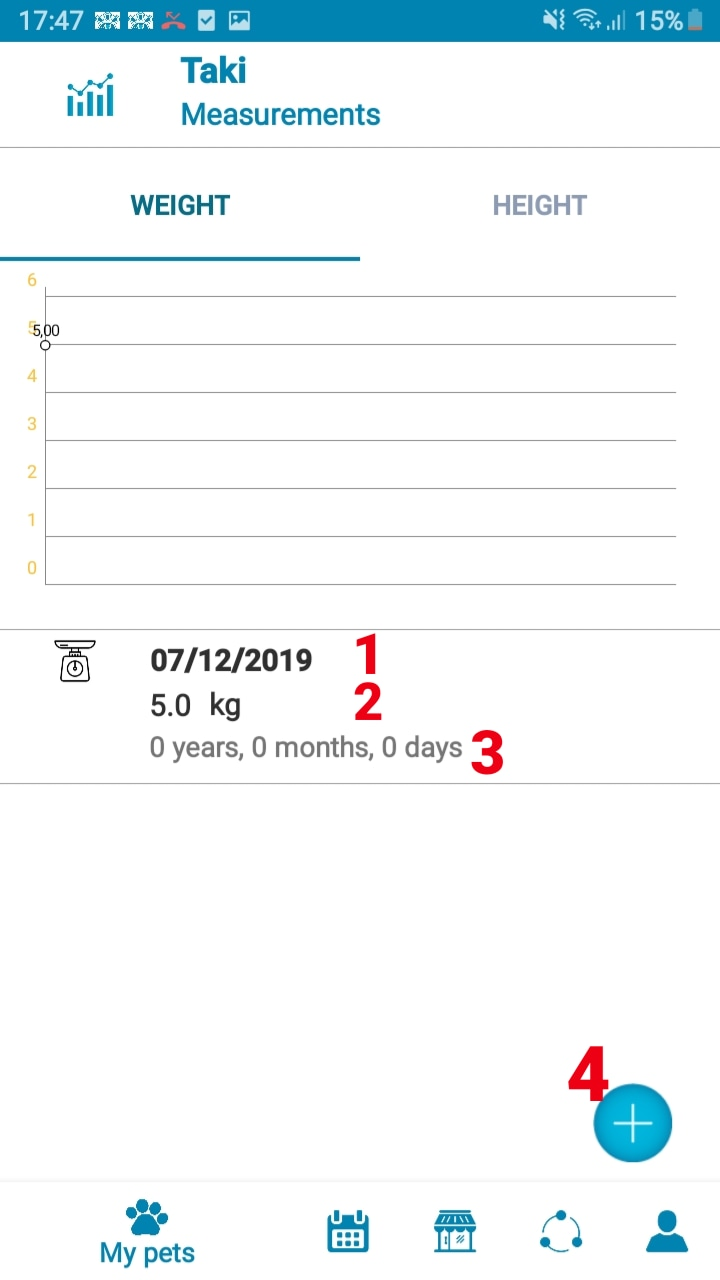 17:47 15%
Taki
Measurements
WEIGHT HEIGHT
6
5
5,00
4
3
2
1
0
07/12/2019 1
5.0 kg 2
0 years, 0 months, 0 days 3
4
My pets